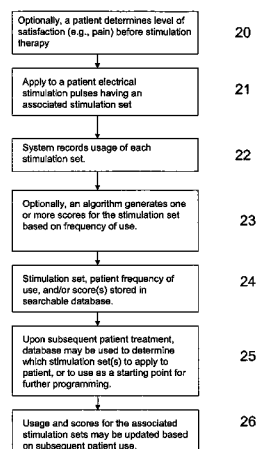 Optionally, a patient determines level of
satisfaction (e.g., pain) before stimulation
therapy
20
Apply to a patient electrical
stimulation pulses having an
associated stimulation set
21
System records usage of each
stimulation set.
22
Optionally, an algorithm generates one
or more scores for the stimulation set
based on frequency of use.
23
Stimulation set, patient frequency of
use, and/or score(s) stored in
searchable database.
24
Upon subsequent patient treatment,
database may be used to determine
which stimulation set(s) to apply to
patient, or to use as a starting point for
further programming.
25
Usage and scores for the associated
stimulation sets may be updated based
on subsequent patient use.
26